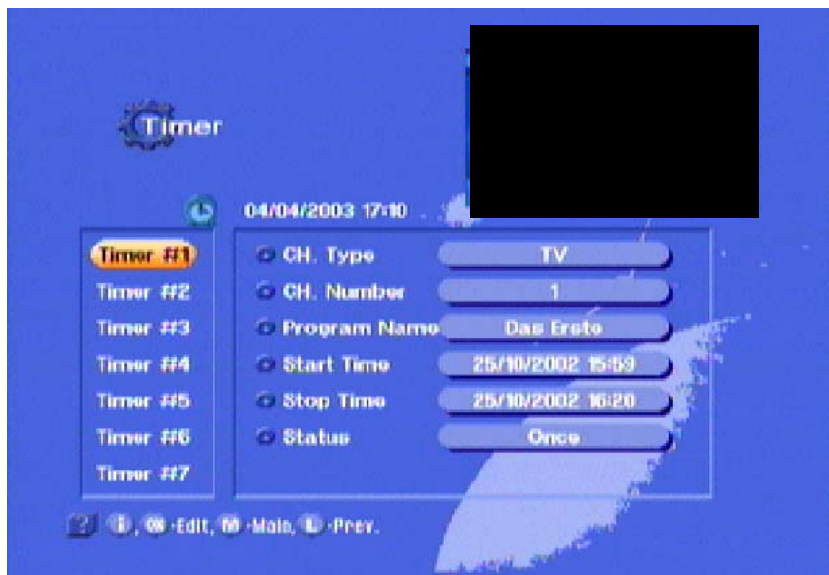 Timer
04/04/2003 17:10
Timer #1
Timer #2
Timer #3
Timer #4
Timer #5
Timer #6
Timer #7
CH. Type TV
CH. Number 1
Program Name Das Erste
Start Time 25/10/2002 15:59
Stop Time 25/10/2002 16:20
Status Once
? i, OK -Edit, M -Main, L -Prev.